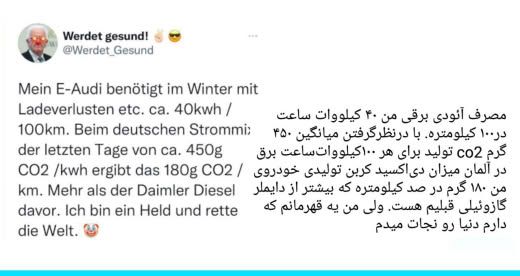 Werdet gesund! ✌🏻 😎
@Werdet_Gesund
Mein E-Audi benötigt im Winter mit
Ladeverlusten etc. ca. 40kwh /
100km. Beim deutschen Strommix
der letzten Tage von ca. 450g
CO2 /kwh ergibt das 180g CO2 /
km. Mehr als der Daimler Diesel
davor. Ich bin ein Held und rette
die Welt. 🤡
مصرف آئودی برقی من ۴۰ کیلووات ساعت
در۱۰۰ کیلومتره. با درنظرگرفتن میانگین ۴۵۰
گرم co2 تولید برای هر ۱۰۰کیلووات‌ساعت برق
در آلمان میزان دی‌اکسید کربن تولیدی خودروی
من ۱۸۰ گرم در صد کیلومتره که بیشتر از دایملر
گازوئیلی قبلیم هست. ولی من یه قهرمانم که
دارم دنیا رو نجات میدم